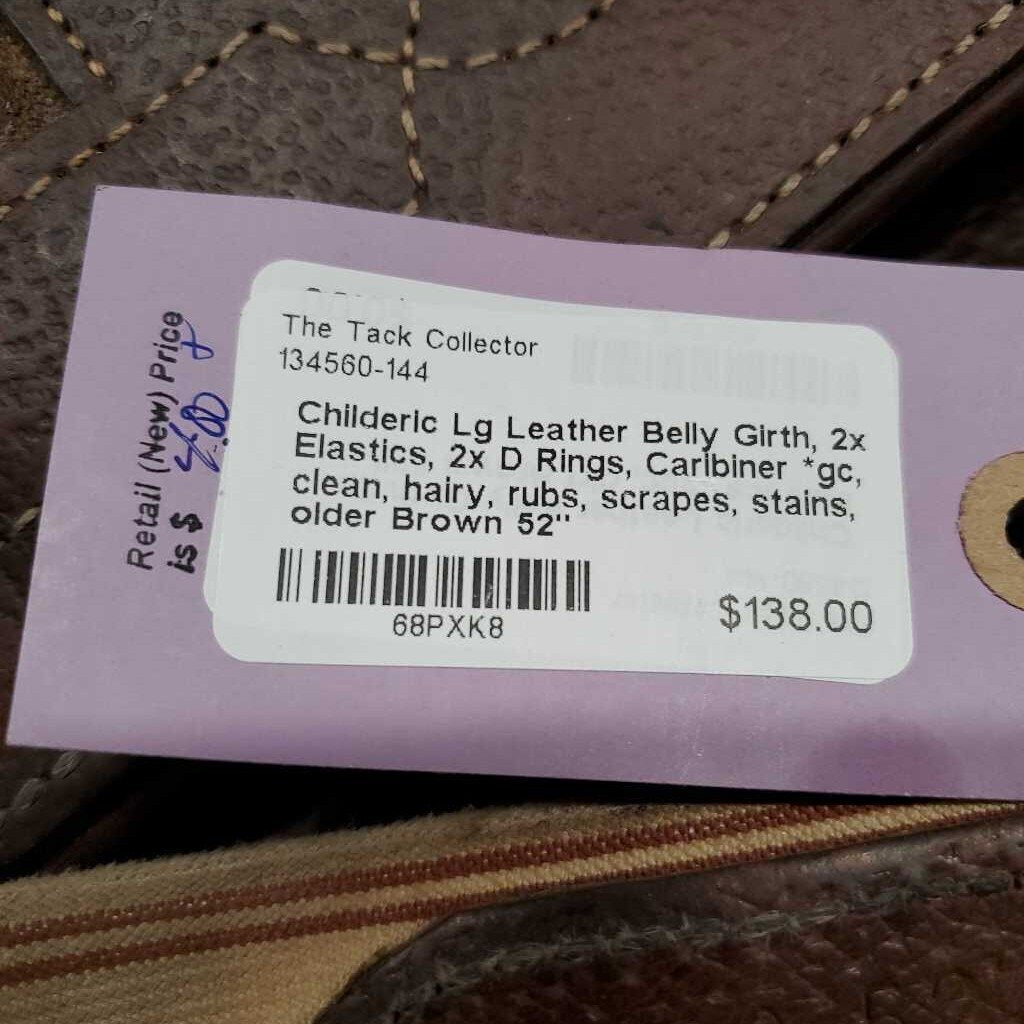 The Tack Collector
134560-144
Childeric Lg Leather Belly Girth, 2x
Elastics, 2x D Rings, Caribiner *gc,
clean, hairy, rubs, scrapes, stains,
older Brown 52"
68PXK8
$138.00
Retail (New) Price
is $